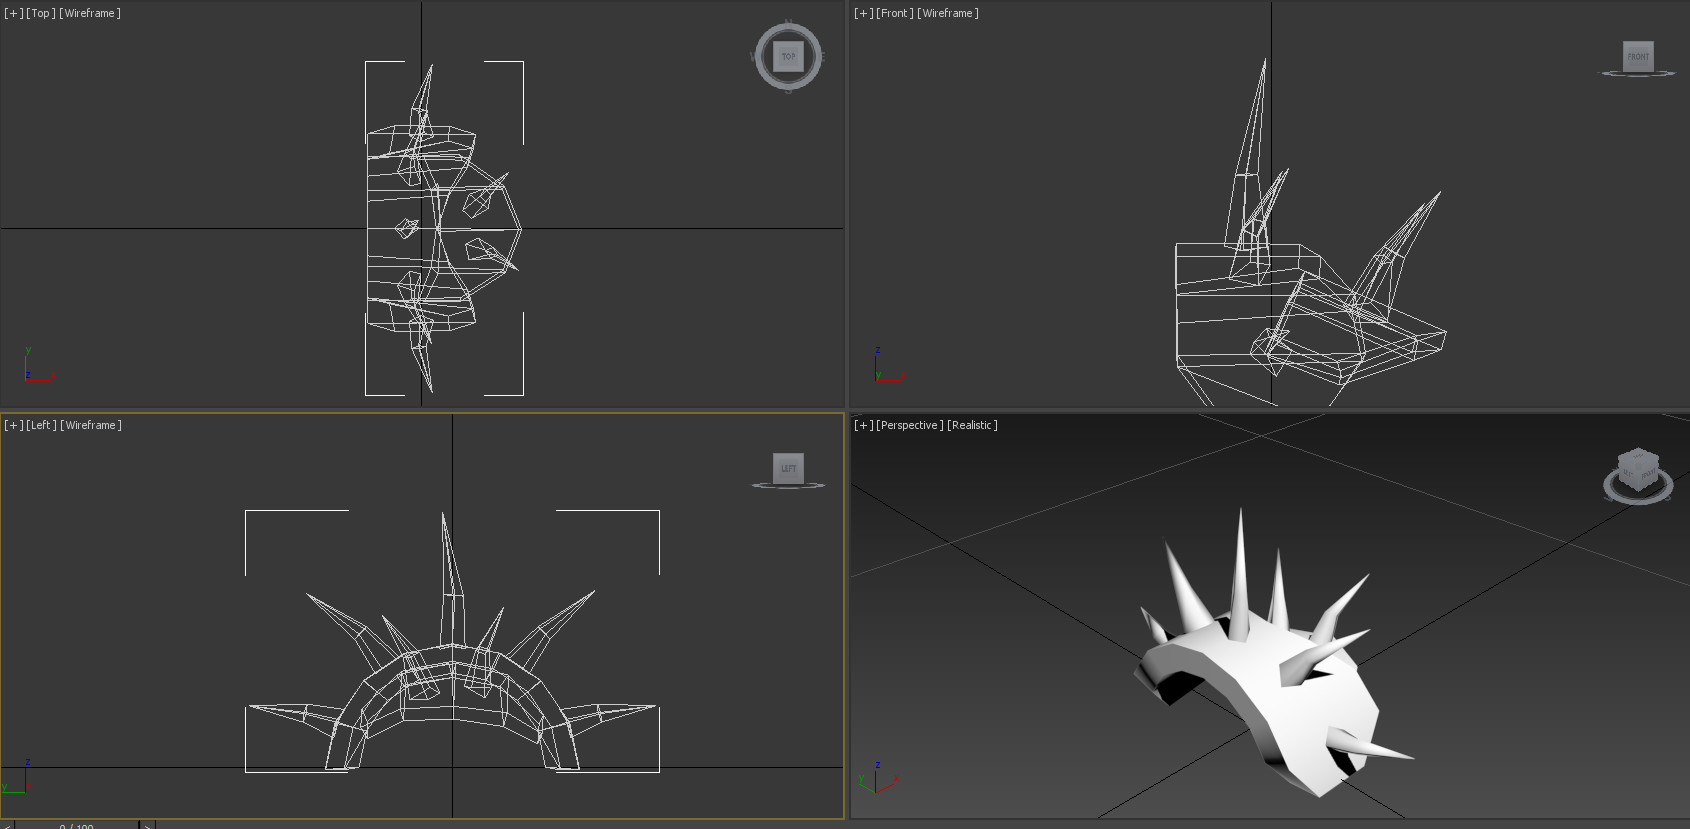 [+] [Top] [Wireframe]
N
W
TOP
E
S
y
z
x
[+] [Front] [Wireframe]
FRONT
z
y
x
[+] [Left] [Wireframe]
LEFT
z
y
x
[+] [Perspective] [Realistic]
z
y
x
< 0 / 100 >